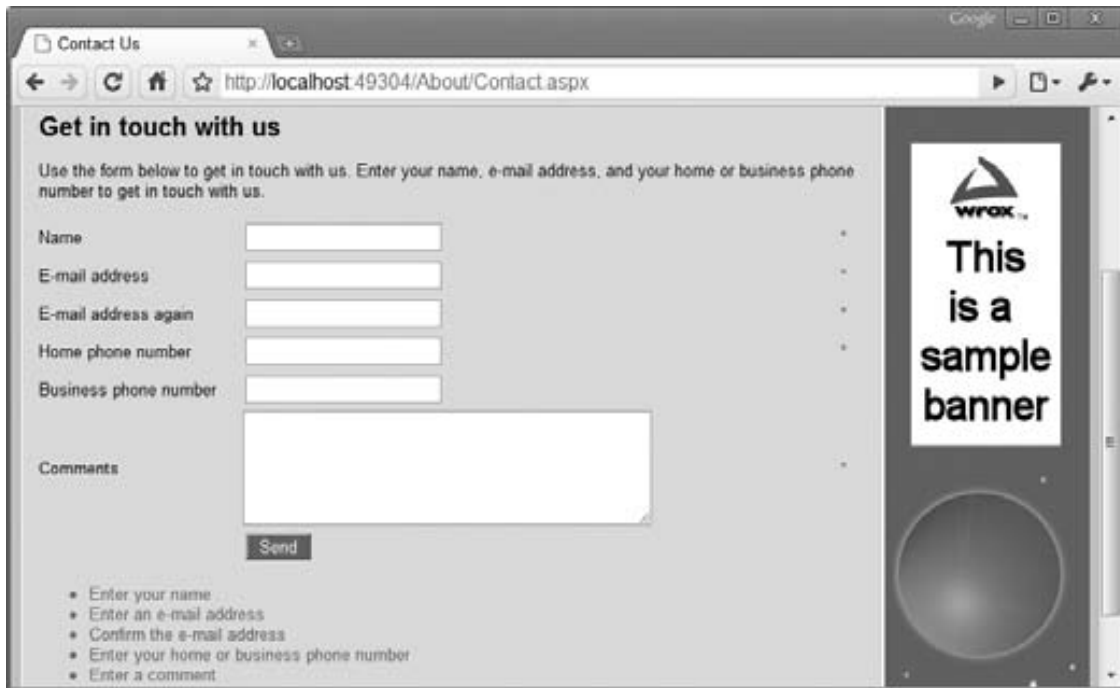 Google
Contact Us
http://localhost:49304/About/Contact.aspx
Get in touch with us
Use the form below to get in touch with us. Enter your name, e-mail address, and your home or business phone
number to get in touch with us.
Name *
E-mail address *
E-mail address again *
Home phone number *
Business phone number
Comments *
Send
• Enter your name
• Enter an e-mail address
• Confirm the e-mail address
• Enter your home or business phone number
• Enter a comment
wrox™
This
is a
sample
banner